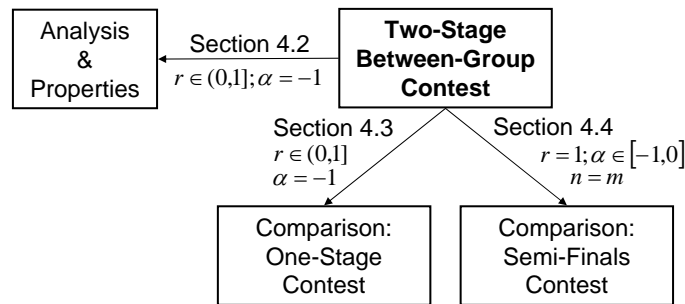 Analysis
&
Properties
Section 4.2
r ∈ (0,1]; α = −1
Two-Stage
Between-Group
Contest
Section 4.3
r ∈ (0,1]
α = −1
Section 4.4
r = 1; α ∈ [−1,0]
n = m
Comparison:
One-Stage
Contest
Comparison:
Semi-Finals
Contest